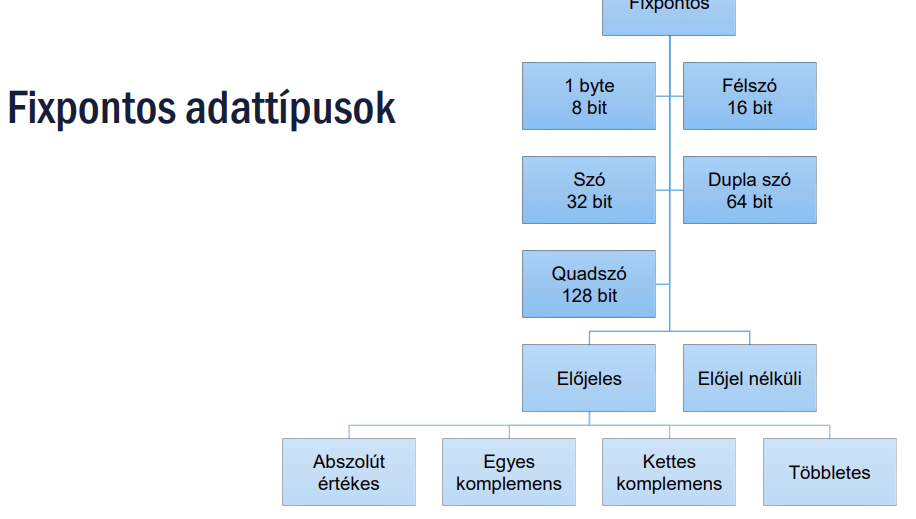 Fixpontos
Fixpontos adattípusok
1 byte
8 bit
Félszó
16 bit
Szó
32 bit
Dupla szó
64 bit
Quadszó
128 bit
Előjeles
Előjel nélküli
Abszolút
értékes
Egyes
komplemens
Kettes
komplemens
Többletes